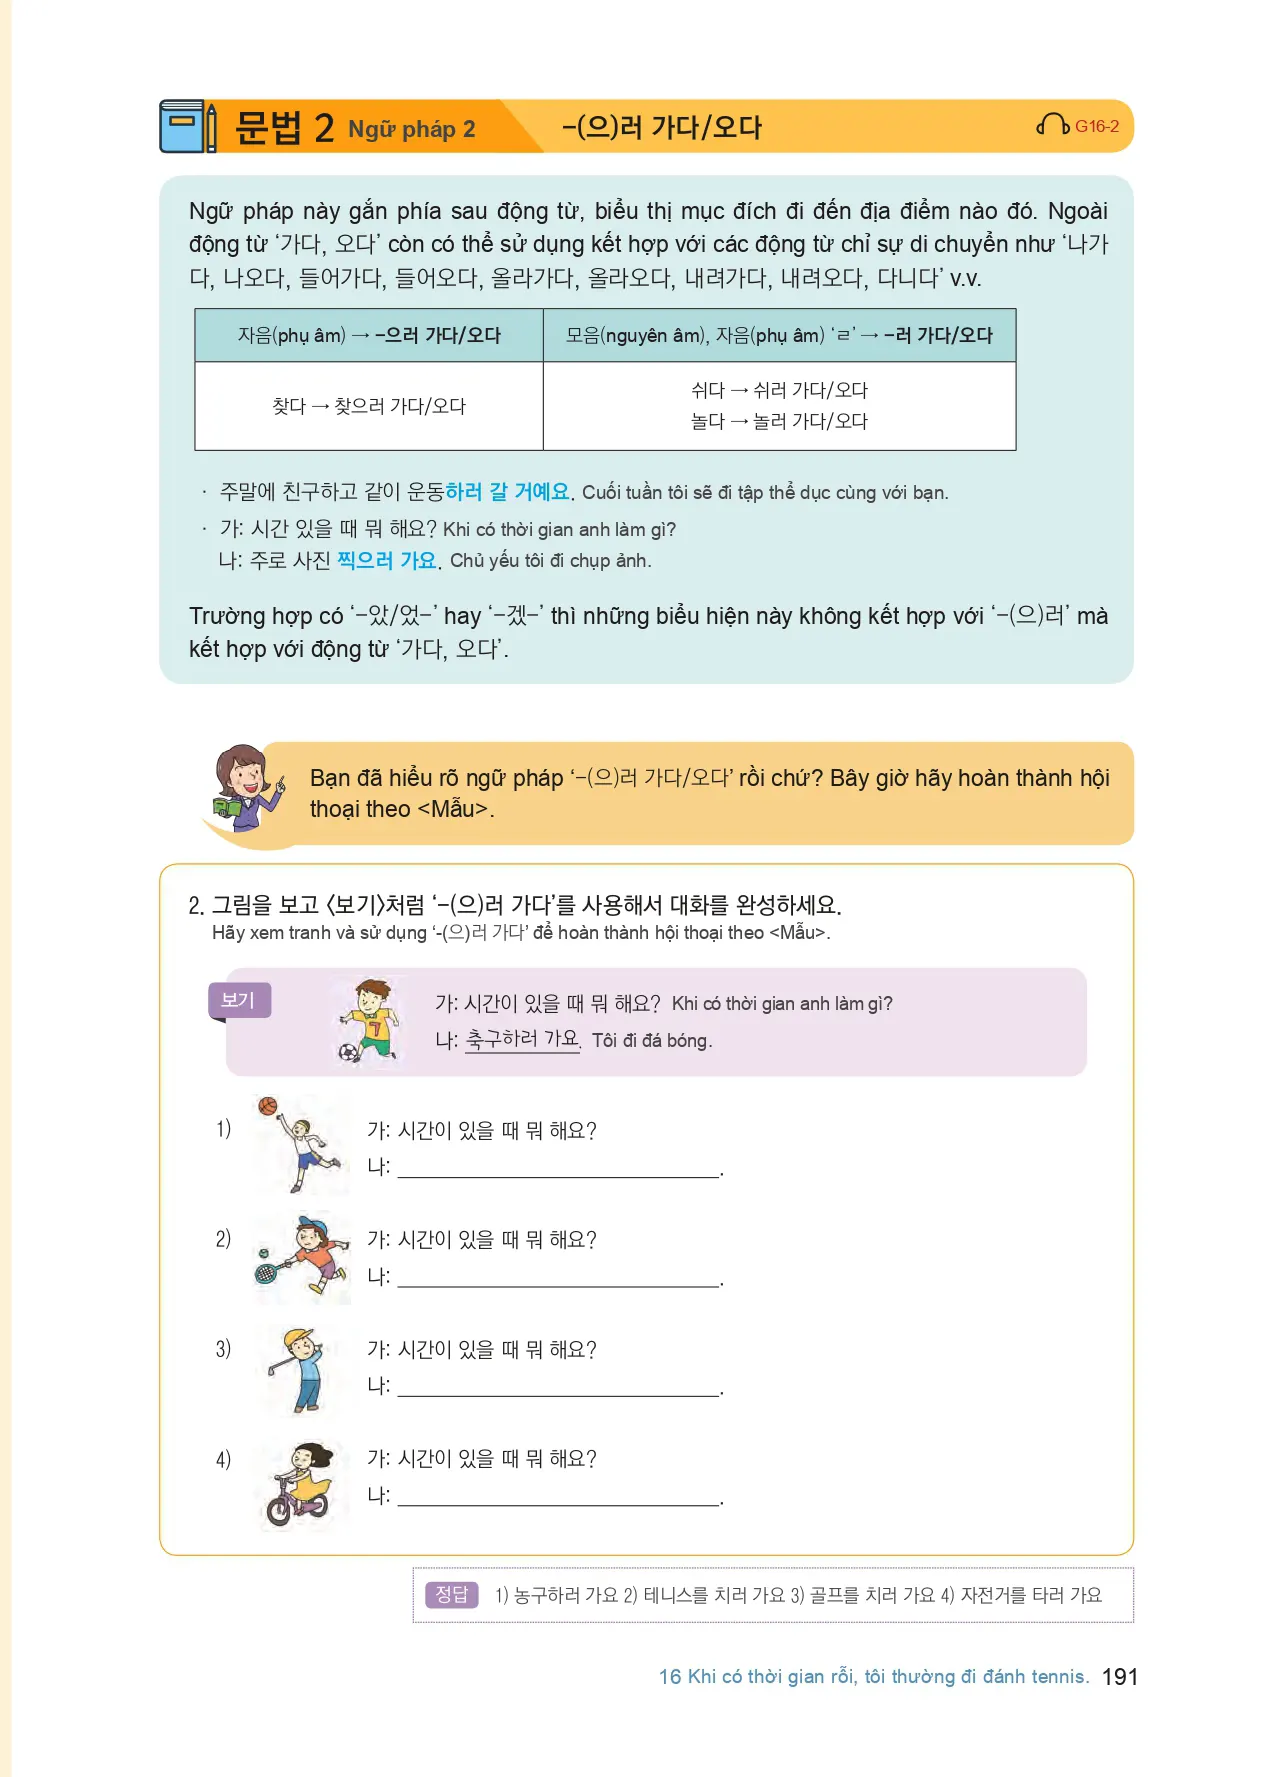 문법 2 Ngữ pháp 2 -(으)러 가다/오다 G16-2
Ngữ pháp này gắn phía sau động từ, biểu thị mục đích đi đến địa điểm nào đó. Ngoài
động từ ‘가다, 오다’ còn có thể sử dụng kết hợp với các động từ chỉ sự di chuyển như ‘나가
다, 나오다, 들어가다, 들어오다, 올라가다, 올라오다, 내려가다, 내려오다, 다니다’ v.v.
자음(phụ âm) → -으러 가다/오다
모음(nguyên âm), 자음(phụ âm) ‘ㄹ’ → -러 가다/오다
찾다 → 찾으러 가다/오다
쉬다 → 쉬러 가다/오다
놀다 → 놀러 가다/오다
· 주말에 친구하고 같이 운동하러 갈 거예요. Cuối tuần tôi sẽ đi tập thể dục cùng với bạn.
· 가: 시간 있을 때 뭐 해요? Khi có thời gian anh làm gì?
나: 주로 사진 찍으러 가요. Chủ yếu tôi đi chụp ảnh.
Trường hợp có ‘-았/었-’ hay ‘-겠-’ thì những biểu hiện này không kết hợp với ‘-(으)러’ mà
kết hợp với động từ ‘가다, 오다’.
Bạn đã hiểu rõ ngữ pháp ‘-(으)러 가다/오다’ rồi chứ? Bây giờ hãy hoàn thành hội
thoại theo <Mẫu>.
2. 그림을 보고 <보기>처럼 ‘-(으)러 가다’를 사용해서 대화를 완성하세요.
Hãy xem tranh và sử dụng ‘-(으)러 가다’ để hoàn thành hội thoại theo <Mẫu>.
보기
7
가: 시간이 있을 때 뭐 해요? Khi có thời gian anh làm gì?
나: 축구하러 가요. Tôi đi đá bóng.
1) 가: 시간이 있을 때 뭐 해요?
나: ______________________________.
2) 가: 시간이 있을 때 뭐 해요?
나: ______________________________.
3) 가: 시간이 있을 때 뭐 해요?
나: ______________________________.
4) 가: 시간이 있을 때 뭐 해요?
나: ______________________________.
정답 1) 농구하러 가요 2) 테니스를 치러 가요 3) 골프를 치러 가요 4) 자전거를 타러 가요
16 Khi có thời gian rỗi, tôi thường đi đánh tennis. 191